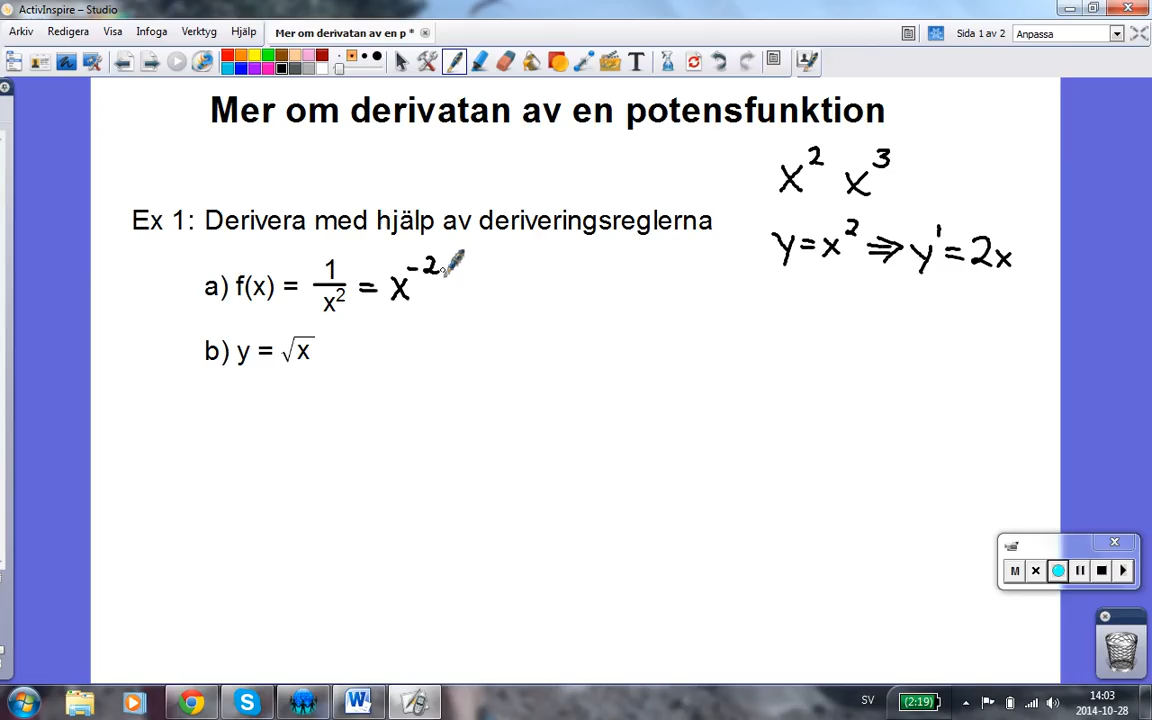 ActivInspire – Studio
Arkiv Redigera Visa Infoga Verktyg Hjälp Mer om derivatan av en p * Sida 1 av 2 Anpassa
Mer om derivatan av en potensfunktion
x² x³
Ex 1: Derivera med hjälp av deriveringsreglerna
y=x² ⇒ y' = 2x
a) f(x) = 1/x² = x⁻²
b) y = √x
M
SV (2:19) 14:03
2014-10-28